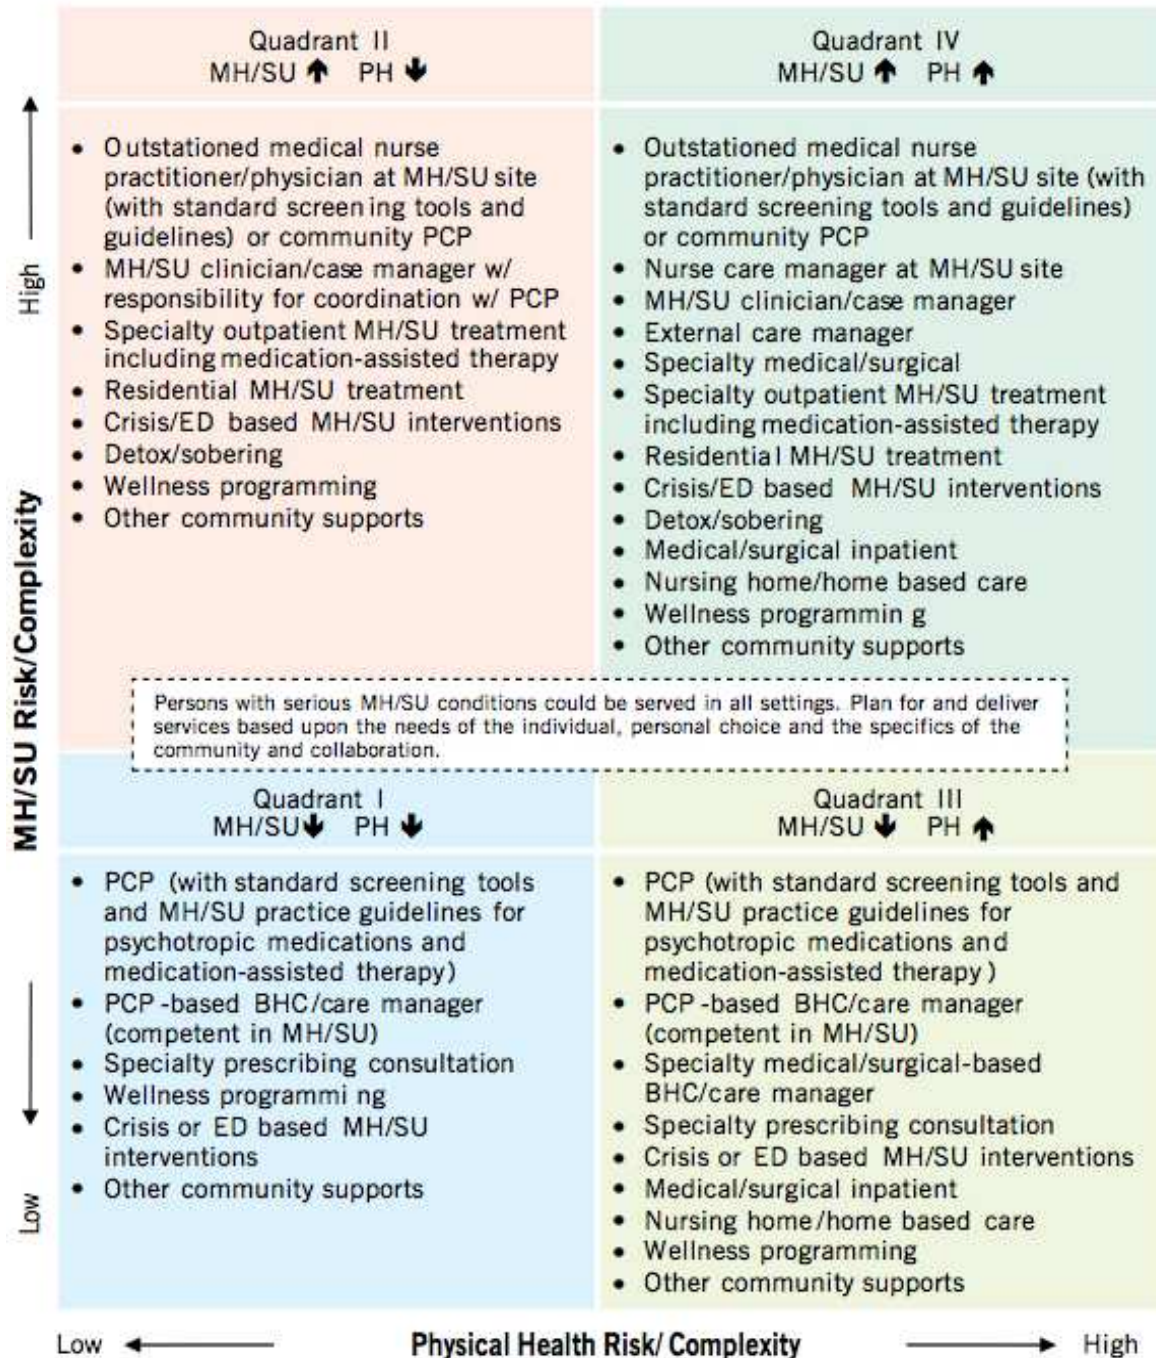 Quadrant II
MH/SU ↑ PH ↓
• Outstationed medical nurse
practitioner/physician at MH/SU site
(with standard screening tools and
guidelines) or community PCP
• MH/SU clinician/case manager w/
responsibility for coordination w/ PCP
• Specialty outpatient MH/SU treatment
including medication-assisted therapy
• Residential MH/SU treatment
• Crisis/ED based MH/SU interventions
• Detox/sobering
• Wellness programming
• Other community supports
Quadrant IV
MH/SU ↑ PH ↑
• Outstationed medical nurse
practitioner/physician at MH/SU site (with
standard screening tools and guidelines)
or community PCP
• Nurse care manager at MH/SU site
• MH/SU clinician/case manager
• External care manager
• Specialty medical/surgical
• Specialty outpatient MH/SU treatment
including medication-assisted therapy
• Residential MH/SU treatment
• Crisis/ED based MH/SU interventions
• Detox/sobering
• Medical/surgical inpatient
• Nursing home/home based care
• Wellness programming
• Other community supports
Persons with serious MH/SU conditions could be served in all settings. Plan for and deliver
services based upon the needs of the individual, personal choice and the specifics of the
community and collaboration.
Quadrant I
MH/SU ↓ PH ↓
• PCP (with standard screening tools
and MH/SU practice guidelines for
psychotropic medications and
medication-assisted therapy)
• PCP-based BHC/care manager
(competent in MH/SU)
• Specialty prescribing consultation
• Wellness programming
• Crisis or ED based MH/SU
interventions
• Other community supports
Quadrant III
MH/SU ↓ PH ↑
• PCP (with standard screening tools and
MH/SU practice guidelines for
psychotropic medications and
medication-assisted therapy)
• PCP-based BHC/care manager
(competent in MH/SU)
• Specialty medical/surgical-based
BHC/care manager
• Specialty prescribing consultation
• Crisis or ED based MH/SU interventions
• Medical/surgical inpatient
• Nursing home/home based care
• Wellness programming
• Other community supports
High
MH/SU Risk/Complexity
Low
Low
Physical Health Risk/ Complexity
High